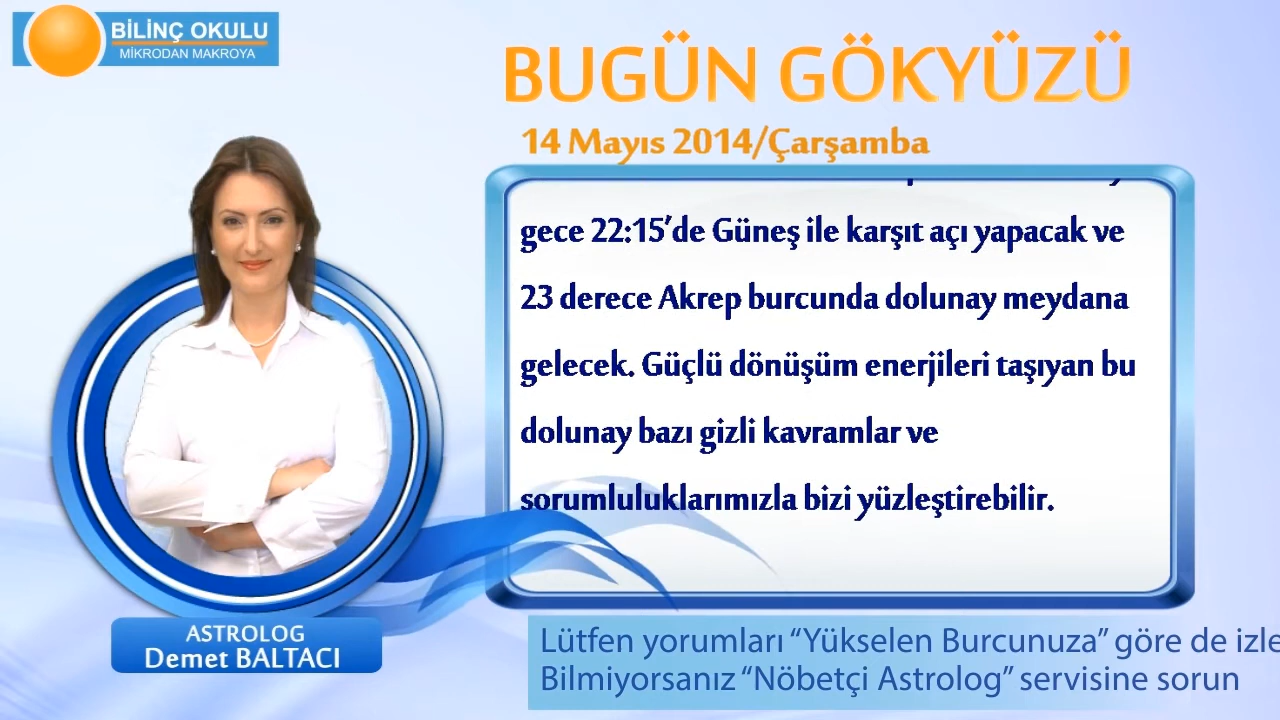 BİLİNÇ OKULU
MİKRODAN MAKROYA
BUGÜN GÖKYÜZÜ
14 Mayıs 2014/Çarşamba
gece 22:15'de Güneş ile karşıt açı yapacak ve
23 derece Akrep burcunda dolunay meydana
gelecek. Güçlü dönüşüm enerjileri taşıyan bu
dolunay bazı gizli kavramlar ve
sorumluluklarımızla bizi yüzleştirebilir.
ASTROLOG
Demet BALTACI
Lütfen yorumları “Yükselen Burcunuza” göre de izle
Bilmiyorsanız “Nöbetçi Astrolog” servisine sorun